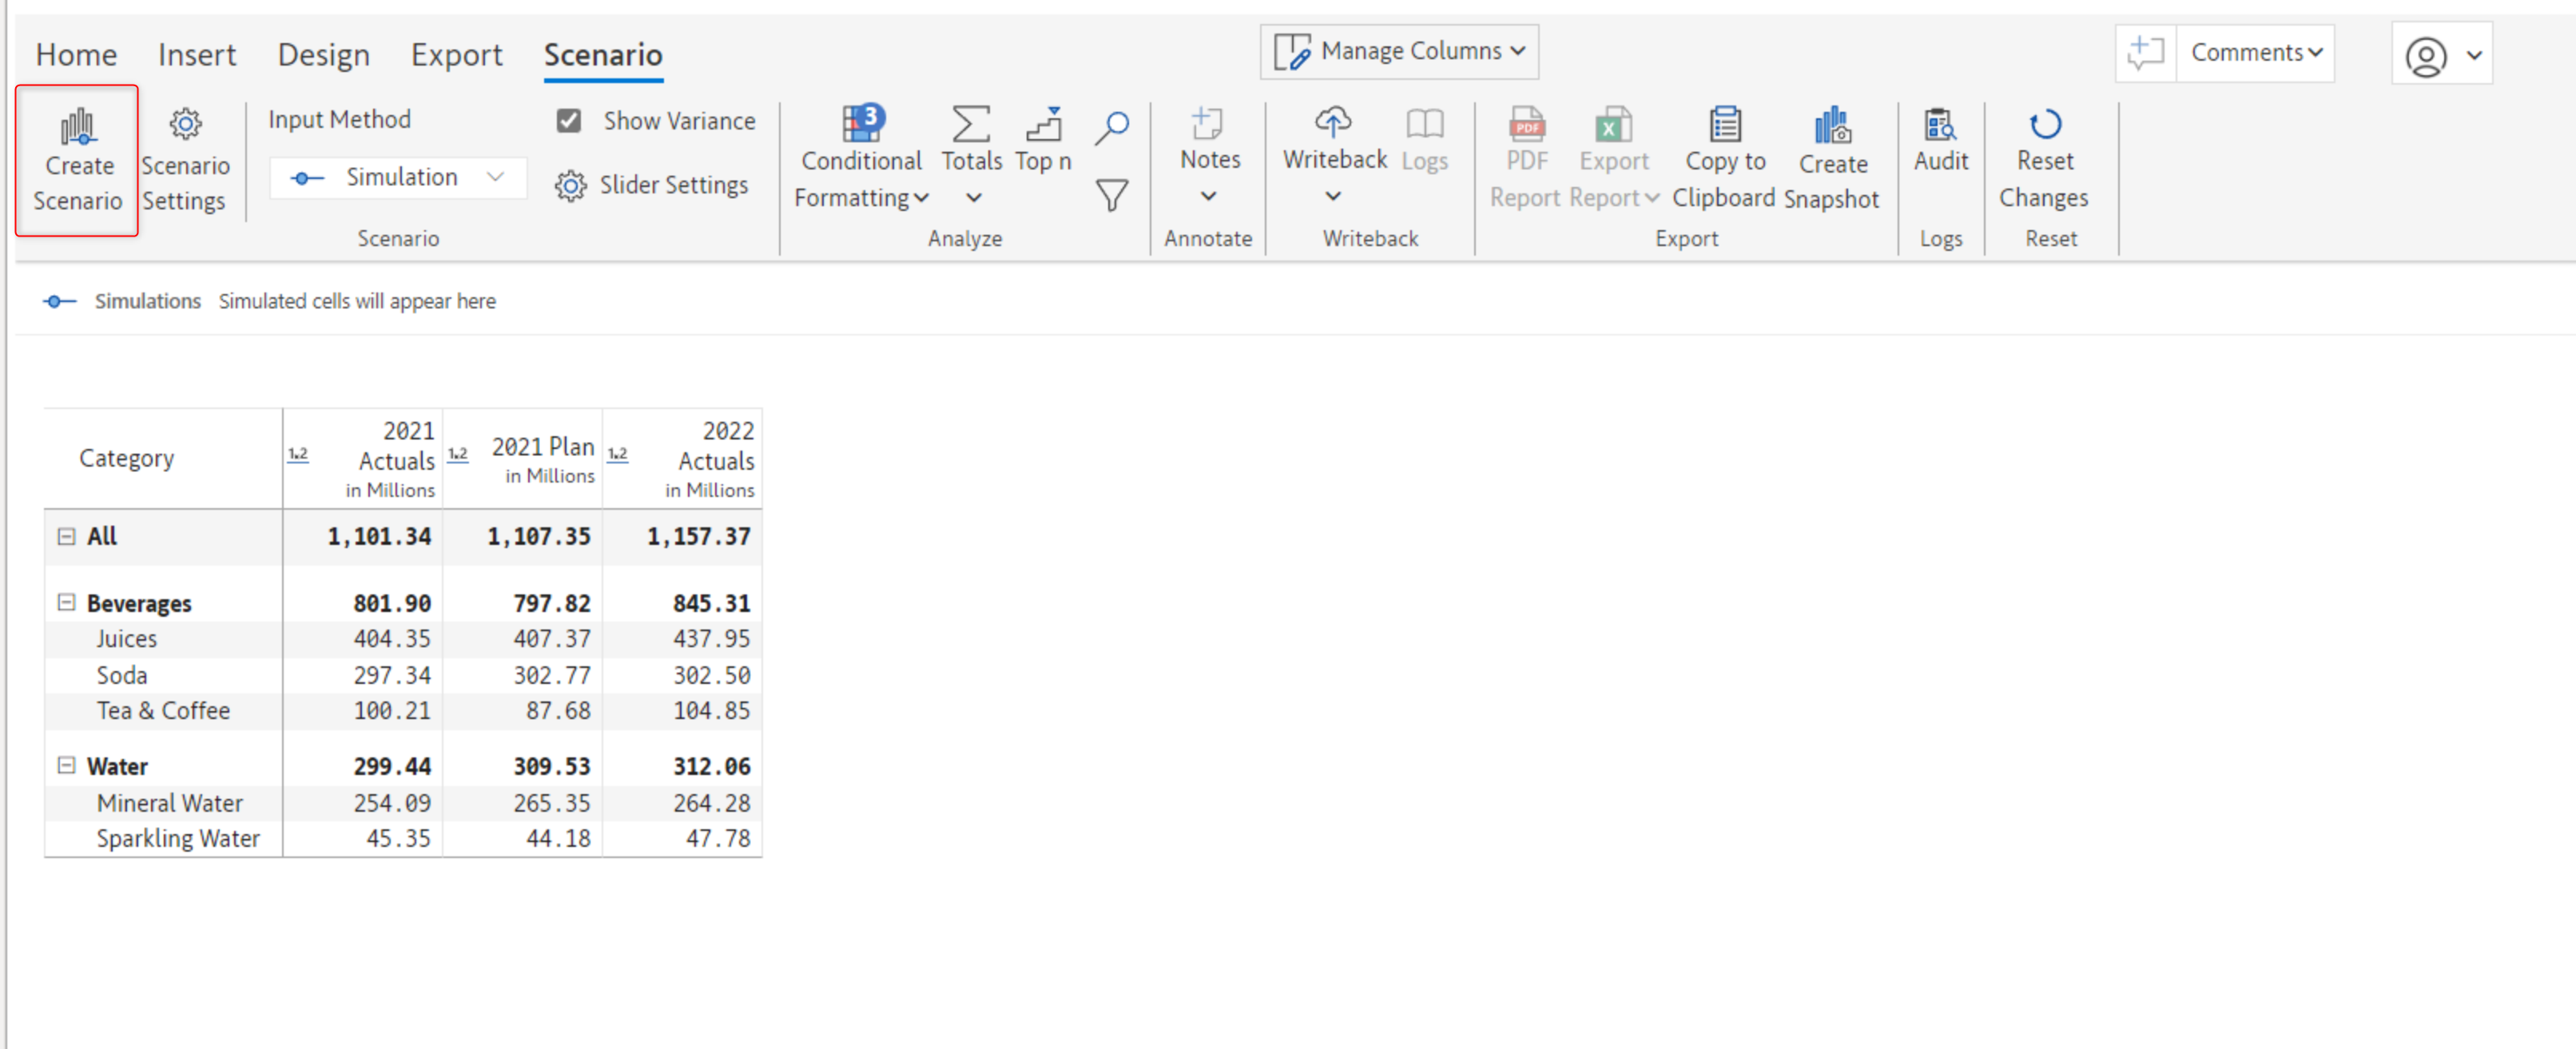 Home Insert Design Export Scenario Manage Columns Comments
Create Scenario
Scenario Settings
Input Method
Simulation
Show Variance
Slider Settings
Scenario
3
Conditional Formatting
Totals
Top n
Analyze
Notes
Annotate
Writeback
Logs
Writeback
PDF
PDF Report
X
Export Report
Copy to Clipboard
Create Snapshot
Export
Audit
Logs
Reset Changes
Reset
Simulations Simulated cells will appear here
Category
1.2 2021 Actuals in Millions
1.2 2021 Plan in Millions
1.2 2022 Actuals in Millions
All 1,101.34 1,107.35 1,157.37
Beverages 801.90 797.82 845.31
Juices 404.35 407.37 437.95
Soda 297.34 302.77 302.50
Tea & Coffee 100.21 87.68 104.85
Water 299.44 309.53 312.06
Mineral Water 254.09 265.35 264.28
Sparkling Water 45.35 44.18 47.78